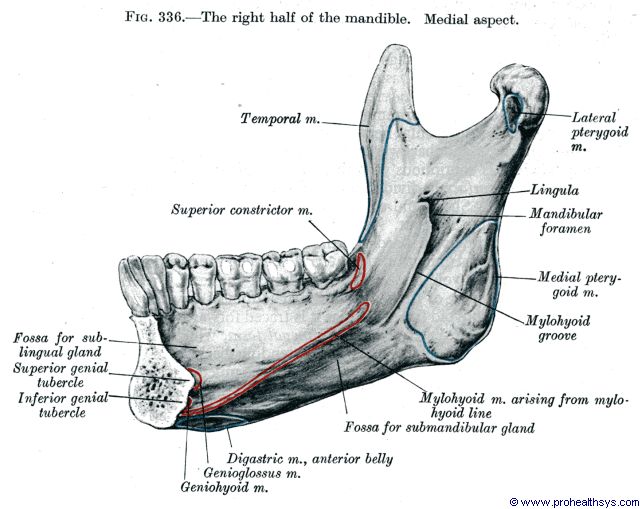 FIG. 336.—The right half of the mandible. Medial aspect.
Temporal m.
Lateral
pterygoid
m.
Lingula
Superior constrictor m.
Mandibular
foramen
Medial ptery-
goid m.
Mylohyoid
groove
Fossa for sub-
lingual gland
Superior genial
tubercle
Inferior genial
tubercle
Mylohyoid m. arising from mylo-
hyoid line
Fossa for submandibular gland
Digastric m., anterior belly
Genioglossus m.
Geniohyoid m.
© www.prohealthsys.com